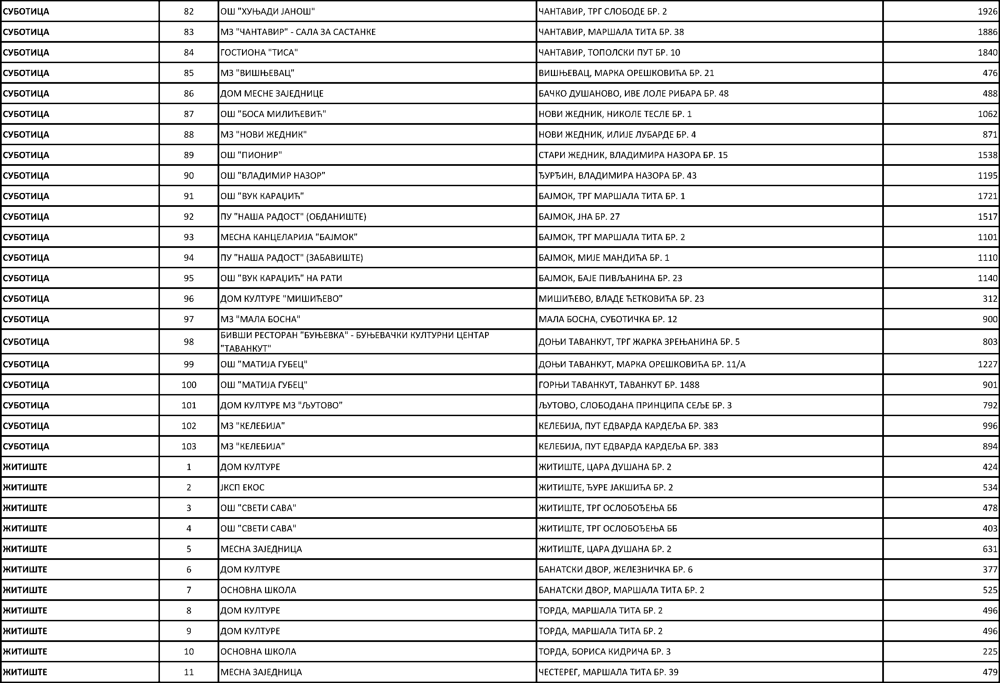 СУБОТИЦА 82 ОШ "ХУЊАДИ ЈАНОШ" ЧАНТАВИР, ТРГ СЛОБОДЕ БР. 2 1926
СУБОТИЦА 83 МЗ "ЧАНТАВИР" - САЛА ЗА САСТАНКЕ ЧАНТАВИР, МАРШАЛА ТИТА БР. 38 1886
СУБОТИЦА 84 ГОСТИОНА "ТИСА" ЧАНТАВИР, ТОПОЛСКИ ПУТ БР. 10 1840
СУБОТИЦА 85 МЗ "ВИШЊЕВАЦ" ВИШЊЕВАЦ, МАРКА ОРЕШКОВИЋА БР. 21 476
СУБОТИЦА 86 ДОМ МЕСНЕ ЗАЈЕДНИЦЕ БАЧКО ДУШАНОВО, ИВЕ ЛОЛЕ РИБАРА БР. 48 488
СУБОТИЦА 87 ОШ "БОСА МИЛИЋЕВИЋ" НОВИ ЖЕДНИК, НИКОЛЕ ТЕСЛЕ БР. 1 1062
СУБОТИЦА 88 МЗ "НОВИ ЖЕДНИК" НОВИ ЖЕДНИК, ИЛИЈЕ ЛУБАРДЕ БР. 4 871
СУБОТИЦА 89 ОШ "ПИОНИР" СТАРИ ЖЕДНИК, ВЛАДИМИРА НАЗОРА БР. 15 1538
СУБОТИЦА 90 ОШ "ВЛАДИМИР НАЗОР" ЂУРЂИН, ВЛАДИМИРА НАЗОРА БР. 43 1195
СУБОТИЦА 91 ОШ "ВУК КАРАЏИЋ" БАЈМОК, ТРГ МАРШАЛА ТИТА БР. 1 1721
СУБОТИЦА 92 ПУ "НАША РАДОСТ" (ОБДАНИШТЕ) БАЈМОК, ЈНА БР. 27 1517
СУБОТИЦА 93 МЕСНА КАНЦЕЛАРИЈА "БАЈМОК" БАЈМОК, ТРГ МАРШАЛА ТИТА БР. 2 1101
СУБОТИЦА 94 ПУ "НАША РАДОСТ" (ЗАБАВИШТЕ) БАЈМОК, МИЈЕ МАНДИЋА БР. 1 1110
СУБОТИЦА 95 ОШ "ВУК КАРАЏИЋ" НА РАТИ БАЈМОК, БАЈЕ ПИВЉАНИНА БР. 23 1140
СУБОТИЦА 96 ДОМ КУЛТУРЕ "МИШИЋЕВО" МИШИЋЕВО, ВЛАДЕ ЋЕТКОВИЋА БР. 23 312
СУБОТИЦА 97 МЗ "МАЛА БОСНА" МАЛА БОСНА, СУБОТИЧКА БР. 12 900
СУБОТИЦА 98 БИВШИ РЕСТОРАН "БУЊЕВКА" - БУЊЕВАЧКИ КУЛТУРНИ ЦЕНТАР
"ТАВАНКУТ" ДОЊИ ТАВАНКУТ, ТРГ ЖАРКА ЗРЕЊАНИНА БР. 5 803
СУБОТИЦА 99 ОШ "МАТИЈА ГУБЕЦ" ДОЊИ ТАВАНКУТ, МАРКА ОРЕШКОВИЋА БР. 11/А 1227
СУБОТИЦА 100 ОШ "МАТИЈА ГУБЕЦ" ГОРЊИ ТАВАНКУТ, ТАВАНКУТ БР. 1488 901
СУБОТИЦА 101 ДОМ КУЛТУРЕ МЗ "ЉУТОВО" ЉУТОВО, СЛОБОДАНА ПРИНЦИПА СЕЉЕ БР. 3 792
СУБОТИЦА 102 МЗ "КЕЛЕБИЈА" КЕЛЕБИЈА, ПУТ ЕДВАРДА КАРДЕЉА БР. 383 996
СУБОТИЦА 103 МЗ "КЕЛЕБИЈА" КЕЛЕБИЈА, ПУТ ЕДВАРДА КАРДЕЉА БР. 383 894
ЖИТИШТЕ 1 ДОМ КУЛТУРЕ ЖИТИШТЕ, ЦАРА ДУШАНА БР. 2 424
ЖИТИШТЕ 2 ЈКСП ЕКОС ЖИТИШТЕ, ЂУРЕ ЈАКШИЋА БР. 2 534
ЖИТИШТЕ 3 ОШ "СВЕТИ САВА" ЖИТИШТЕ, ТРГ ОСЛОБОЂЕЊА ББ 478
ЖИТИШТЕ 4 ОШ "СВЕТИ САВА" ЖИТИШТЕ, ТРГ ОСЛОБОЂЕЊА ББ 403
ЖИТИШТЕ 5 МЕСНА ЗАЈЕДНИЦА ЖИТИШТЕ, ЦАРА ДУШАНА БР. 2 631
ЖИТИШТЕ 6 ДОМ КУЛТУРЕ БАНАТСКИ ДВОР, ЖЕЛЕЗНИЧКА БР. 6 377
ЖИТИШТЕ 7 ОСНОВНА ШКОЛА БАНАТСКИ ДВОР, МАРШАЛА ТИТА БР. 2 525
ЖИТИШТЕ 8 ДОМ КУЛТУРЕ ТОРДА, МАРШАЛА ТИТА БР. 2 496
ЖИТИШТЕ 9 ДОМ КУЛТУРЕ ТОРДА, МАРШАЛА ТИТА БР. 2 496
ЖИТИШТЕ 10 ОСНОВНА ШКОЛА ТОРДА, БОРИСА КИДРИЧА БР. 3 225
ЖИТИШТЕ 11 МЕСНА ЗАЈЕДНИЦА ЧЕСТЕРЕГ, МАРШАЛА ТИТА БР. 39 479